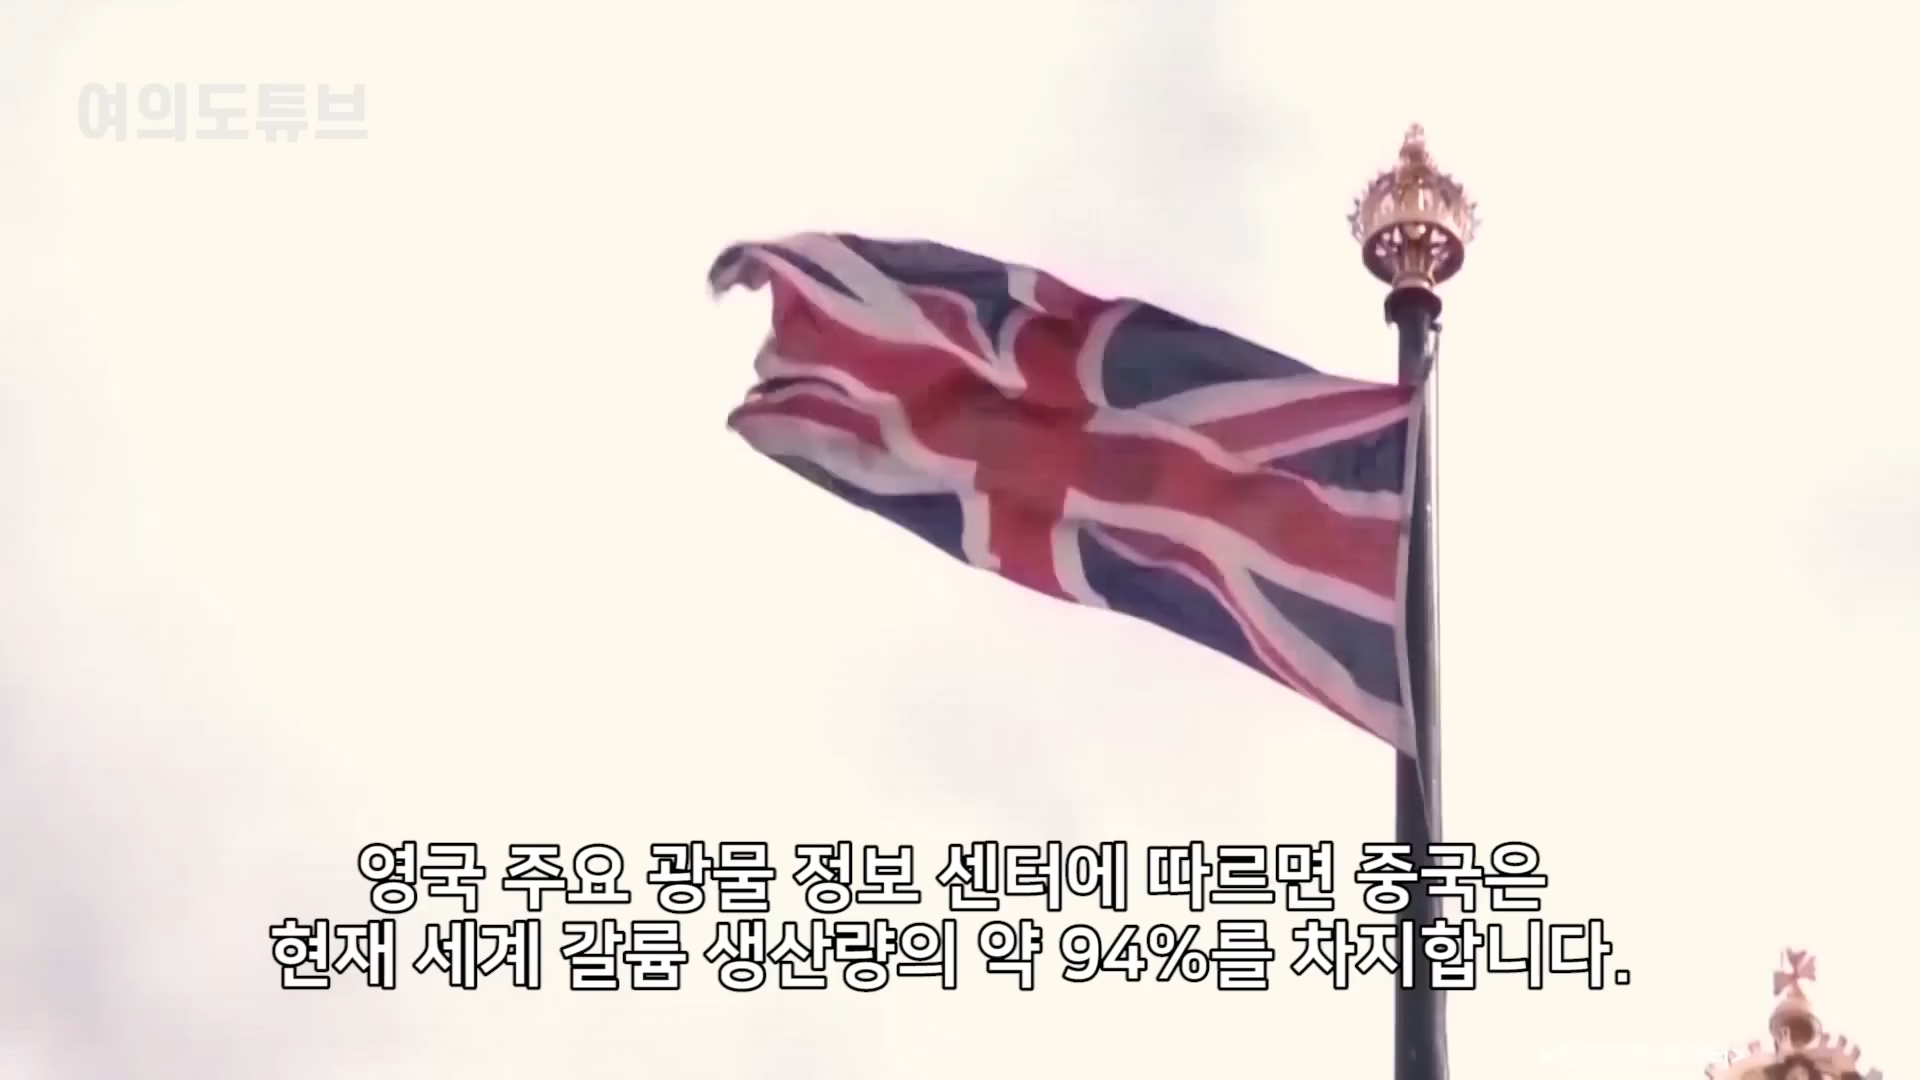 여의도튜브
영국 주요 광물 정보 센터에 따르면 중국은
현재 세계 갈륨 생산량의 약 94%를 차지합니다.